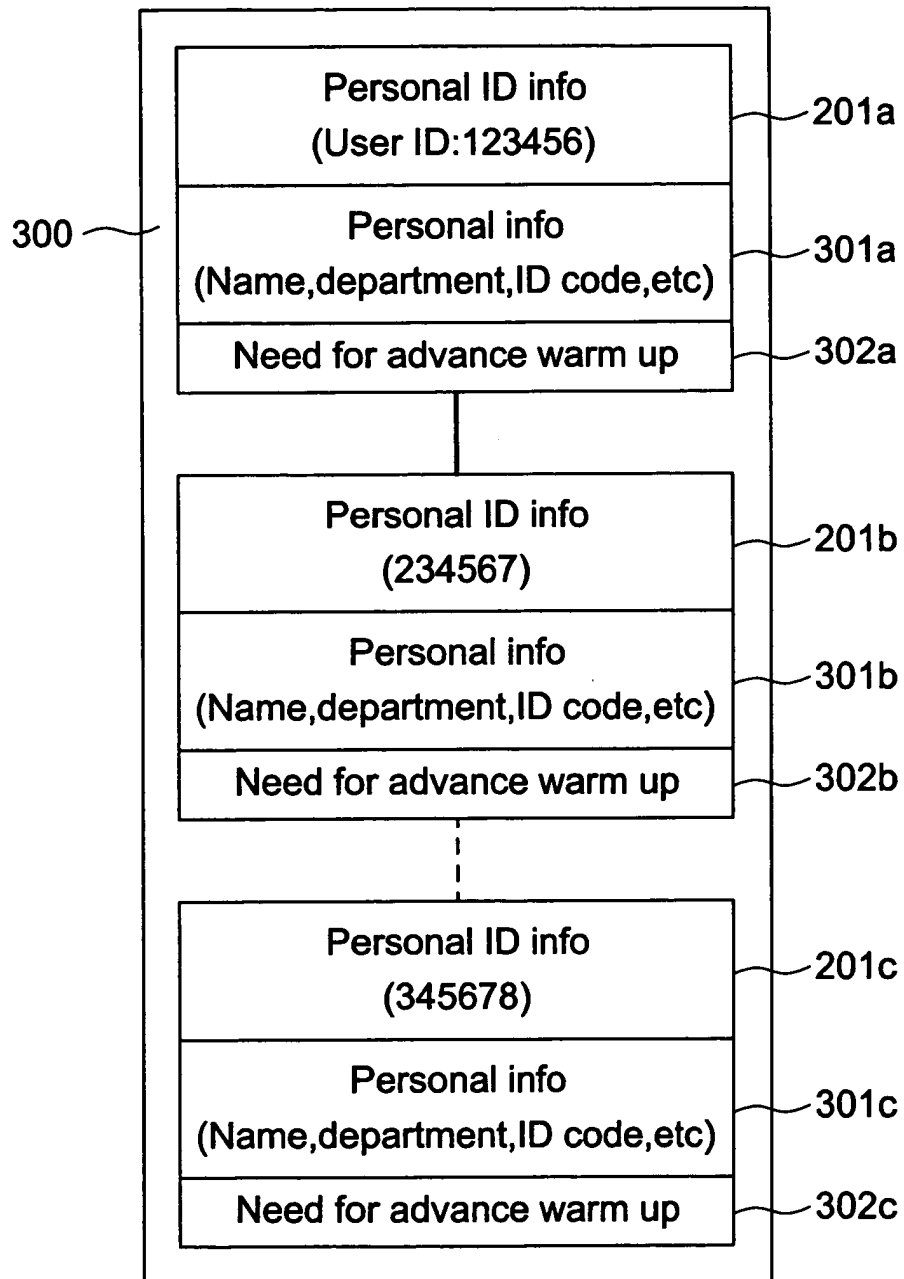 Personal ID info
(User ID:123456)
201a
300
Personal info
(Name,department,ID code,etc)
301a
Need for advance warm up
302a
Personal ID info
(234567)
201b
Personal info
(Name,department,ID code,etc)
301b
Need for advance warm up
302b
Personal ID info
(345678)
201c
Personal info
(Name,department,ID code,etc)
301c
Need for advance warm up
302c